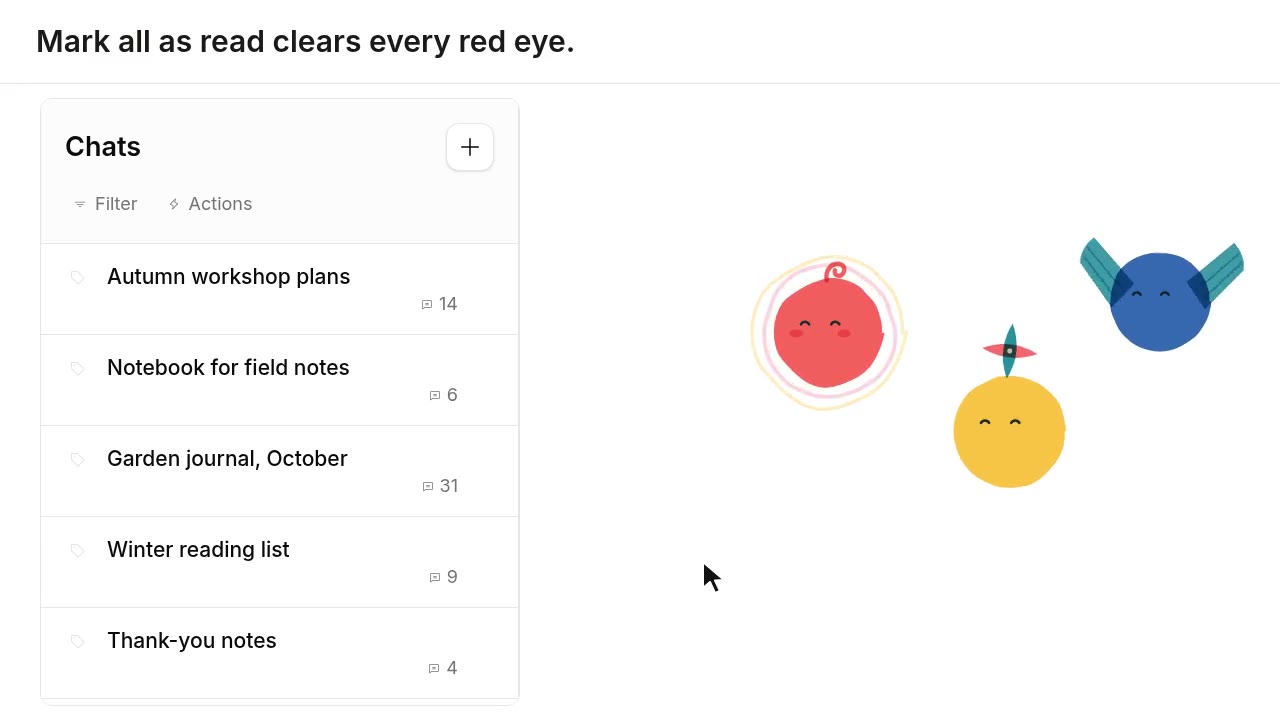 Mark all as read clears every red eye.
Chats
Filter Actions
Autumn workshop plans
14
Notebook for field notes
6
Garden journal, October
31
Winter reading list
9
Thank-you notes
4